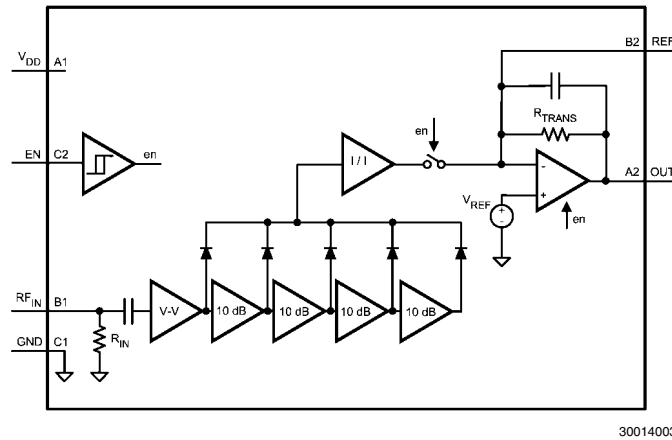 B2 REF
V_DD A1
R_TRANS
en
I / I
EN C2
en
-
+
A2 OUT
V_REF
+
-
en
RF_IN B1
V-V
10 dB
10 dB
10 dB
10 dB
R_IN
GND C1
30014003